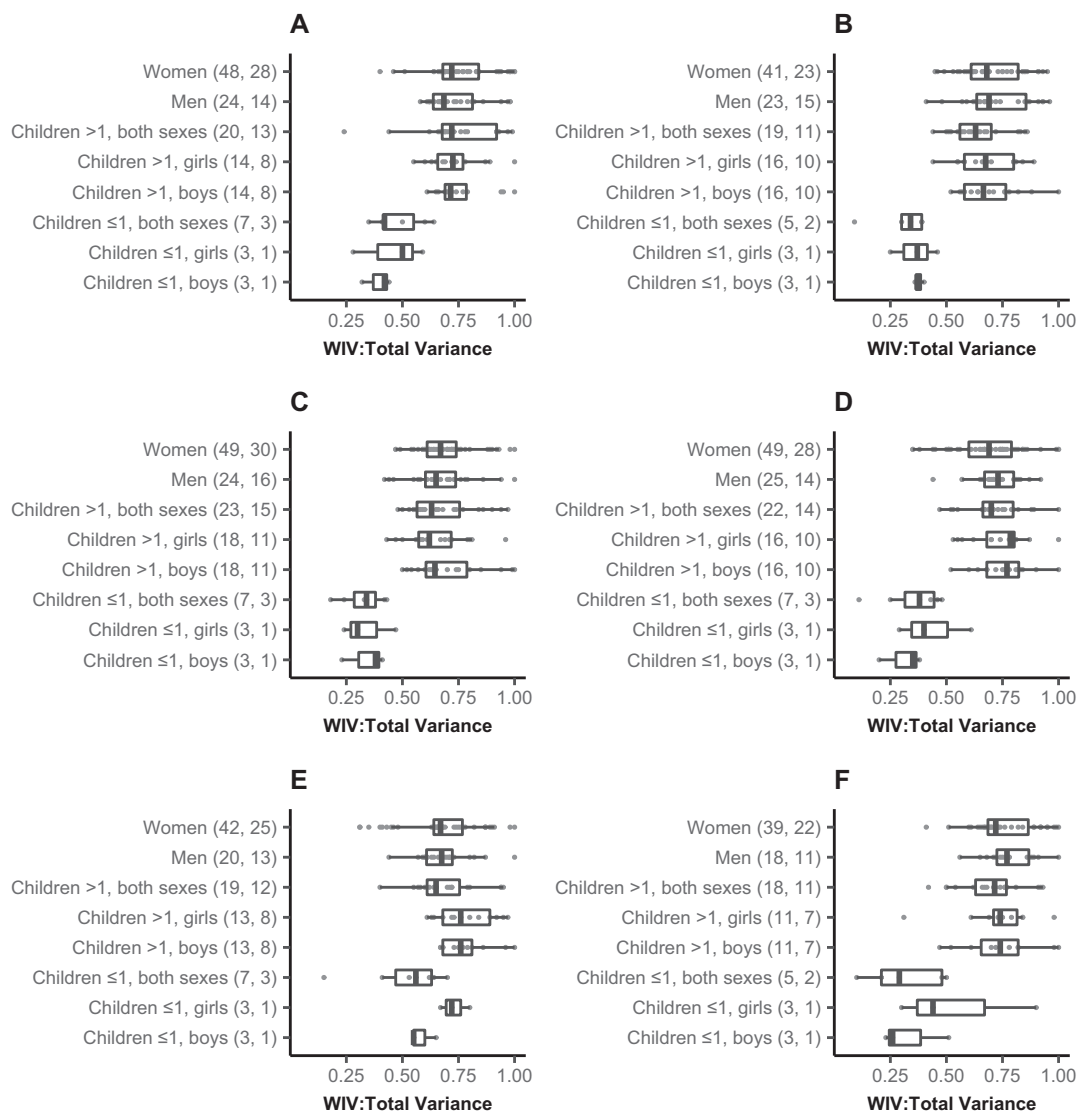 A
Women (48, 28)
Men (24, 14)
Children >1, both sexes (20, 13)
Children >1, girls (14, 8)
Children >1, boys (14, 8)
Children ≤1, both sexes (7, 3)
Children ≤1, girls (3, 1)
Children ≤1, boys (3, 1)
0.25 0.50 0.75 1.00
WIV:Total Variance
B
Women (41, 23)
Men (23, 15)
Children >1, both sexes (19, 11)
Children >1, girls (16, 10)
Children >1, boys (16, 10)
Children ≤1, both sexes (5, 2)
Children ≤1, girls (3, 1)
Children ≤1, boys (3, 1)
0.25 0.50 0.75 1.00
WIV:Total Variance
C
Women (49, 30)
Men (24, 16)
Children >1, both sexes (23, 15)
Children >1, girls (18, 11)
Children >1, boys (18, 11)
Children ≤1, both sexes (7, 3)
Children ≤1, girls (3, 1)
Children ≤1, boys (3, 1)
0.25 0.50 0.75 1.00
WIV:Total Variance
D
Women (49, 28)
Men (25, 14)
Children >1, both sexes (22, 14)
Children >1, girls (16, 10)
Children >1, boys (16, 10)
Children ≤1, both sexes (7, 3)
Children ≤1, girls (3, 1)
Children ≤1, boys (3, 1)
0.25 0.50 0.75 1.00
WIV:Total Variance
E
Women (42, 25)
Men (20, 13)
Children >1, both sexes (19, 12)
Children >1, girls (13, 8)
Children >1, boys (13, 8)
Children ≤1, both sexes (7, 3)
Children ≤1, girls (3, 1)
Children ≤1, boys (3, 1)
0.25 0.50 0.75 1.00
WIV:Total Variance
F
Women (39, 22)
Men (18, 11)
Children >1, both sexes (18, 11)
Children >1, girls (11, 7)
Children >1, boys (11, 7)
Children ≤1, both sexes (5, 2)
Children ≤1, girls (3, 1)
Children ≤1, boys (3, 1)
0.25 0.50 0.75 1.00
WIV:Total Variance